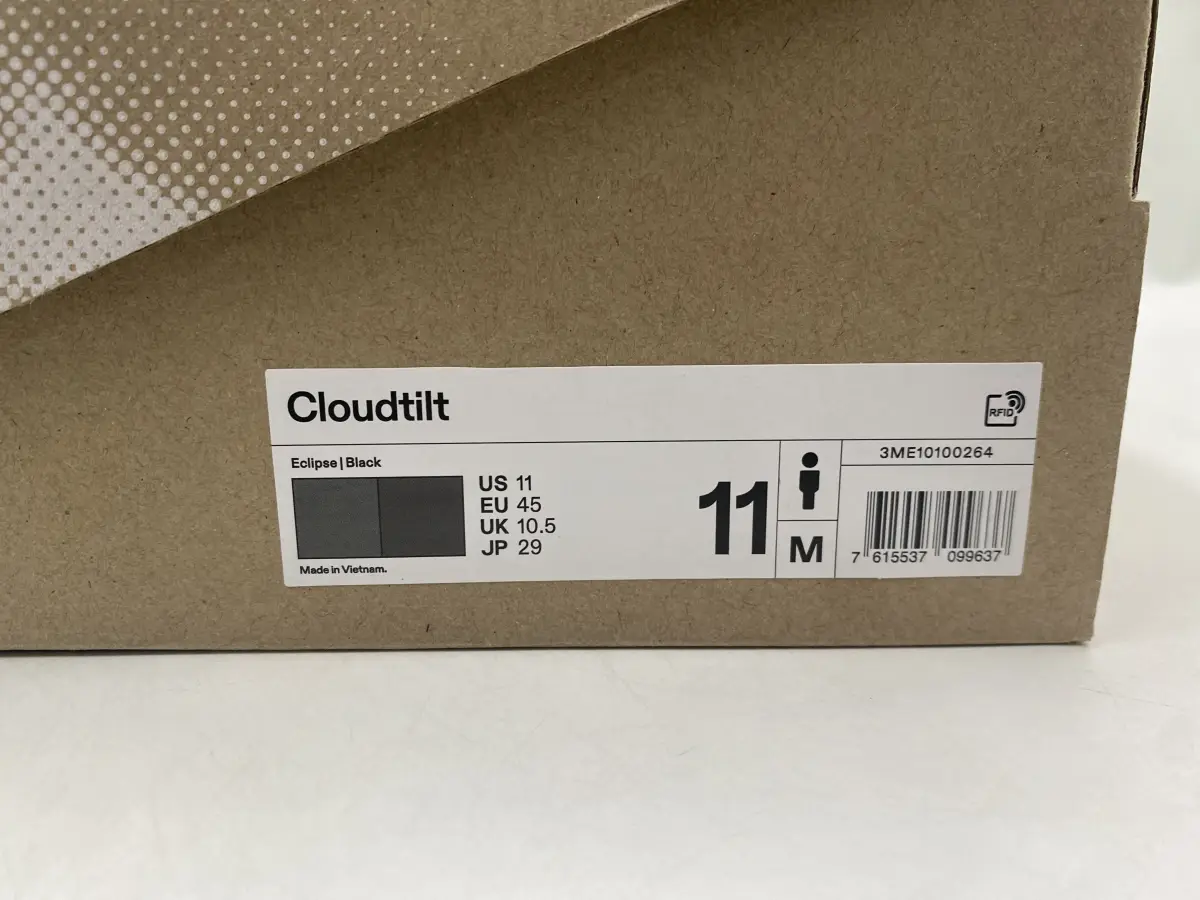 Cloudtilt
RFID
Eclipse | Black
US 11
EU 45
UK 10.5
JP 29
Made in Vietnam.
11
M
3ME10100264
7 615537 099637